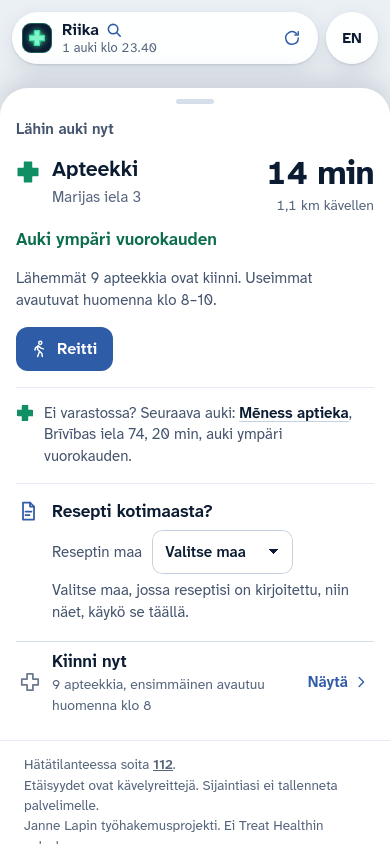 Riika
1 auki klo 23.40
EN
Lähin auki nyt
Apteekki
14 min
Marijas iela 3
1,1 km kävellen
Auki ympäri vuorokauden
Lähemmät 9 apteekkia ovat kiinni. Useimmat
avautuvat huomenna klo 8–10.
Reitti
Ei varastossa? Seuraava auki: Mēness aptieka,
Brīvības iela 74, 20 min, auki ympäri
vuorokauden.
Resepti kotimaasta?
Reseptin maa
Valitse maa
Valitse maa, jossa reseptisi on kirjoitettu, niin
näet, käykö se täällä.
Kiinni nyt
9 apteekkia, ensimmäinen avautuu
huomenna klo 8
Näytä
Hätätilanteessa soita 112.
Etäisyydet ovat kävelyreittejä. Sijaintiasi ei tallenneta
palvelimelle.
Janne Lapin työhakemusprojekti. Ei Treat Healthin